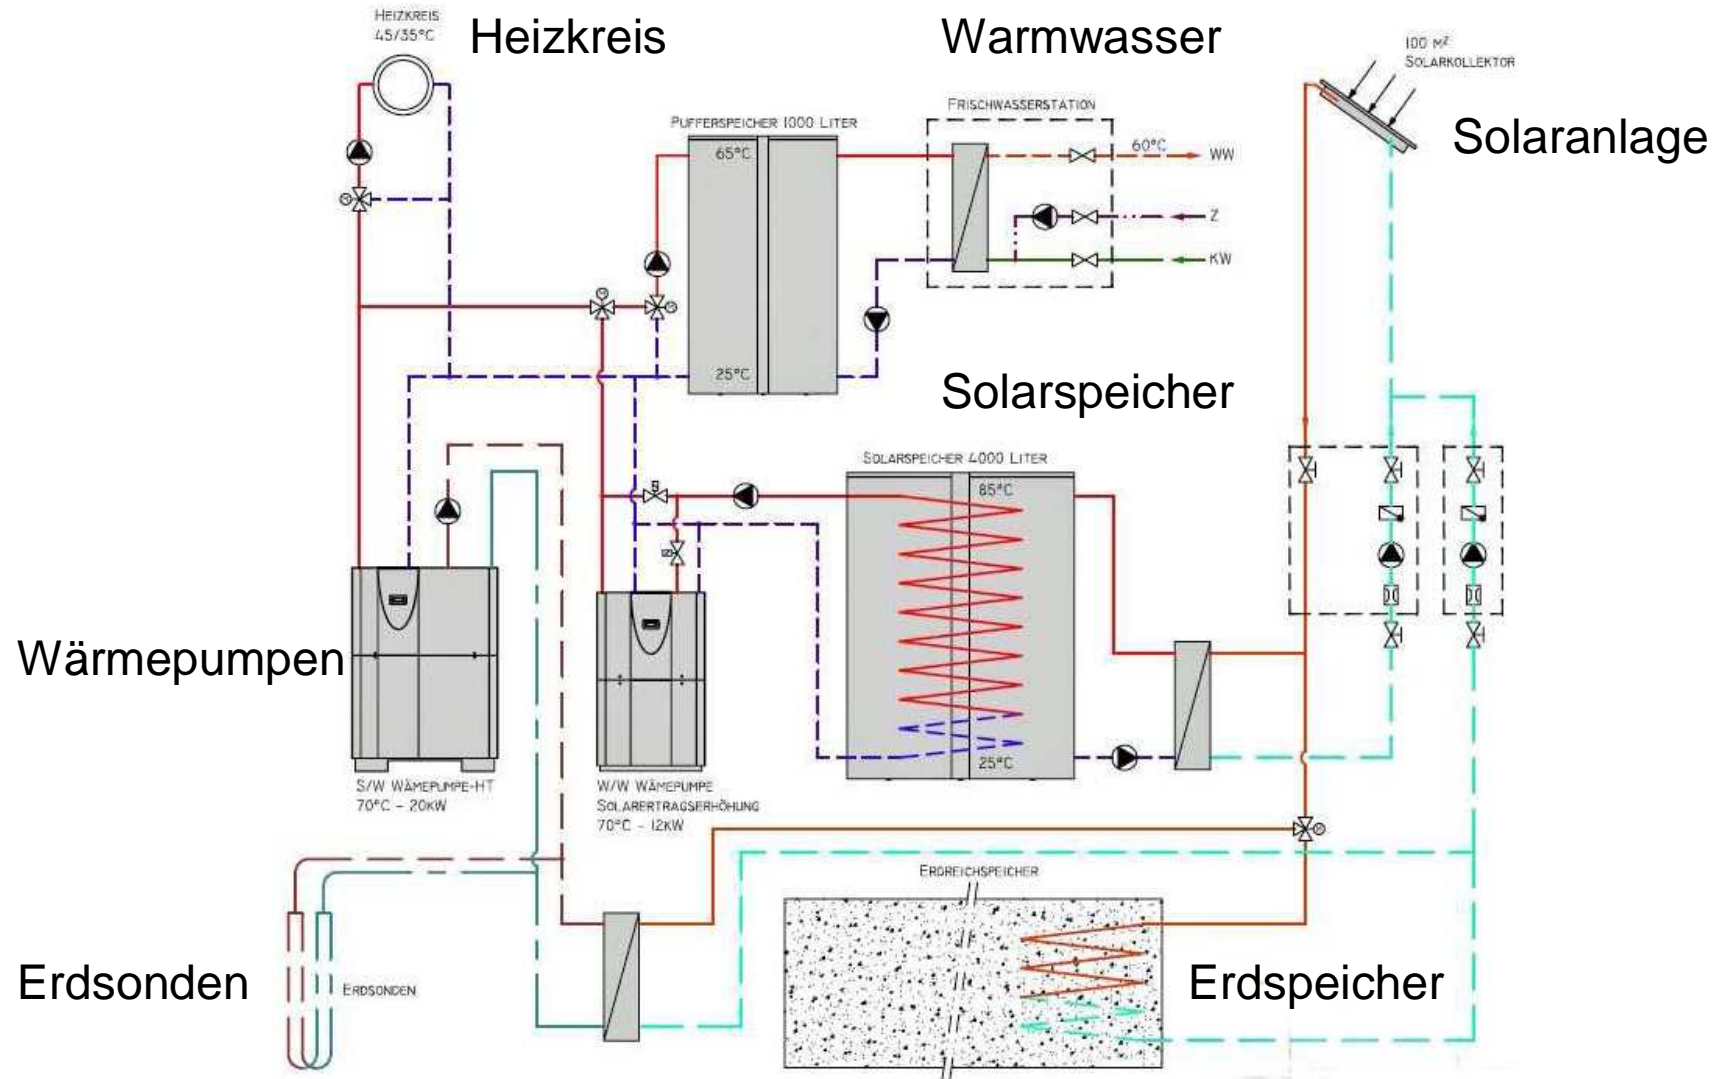 HEIZKREIS
45/35°C
Heizkreis
Warmwasser
100 M²
SOLARKOLLEKTOR
Solaranlage
PUFFERSPEICHER 1000 LITER
65°C
25°C
FRISCHWASSERSTATION
60°C
WW
Z
KW
Solarspeicher
SOLARSPEICHER 4000 LITER
85°C
25°C
Wärmepumpen
S/W WÄMEPUMPE-HT
70°C - 20KW
W/W WÄMEPUMPE
SOLARERTRAGSERHÖHUNG
70°C - 12KW
ERDREICHSPEICHER
Erdsonden
ERDSONDEN
Erdspeicher